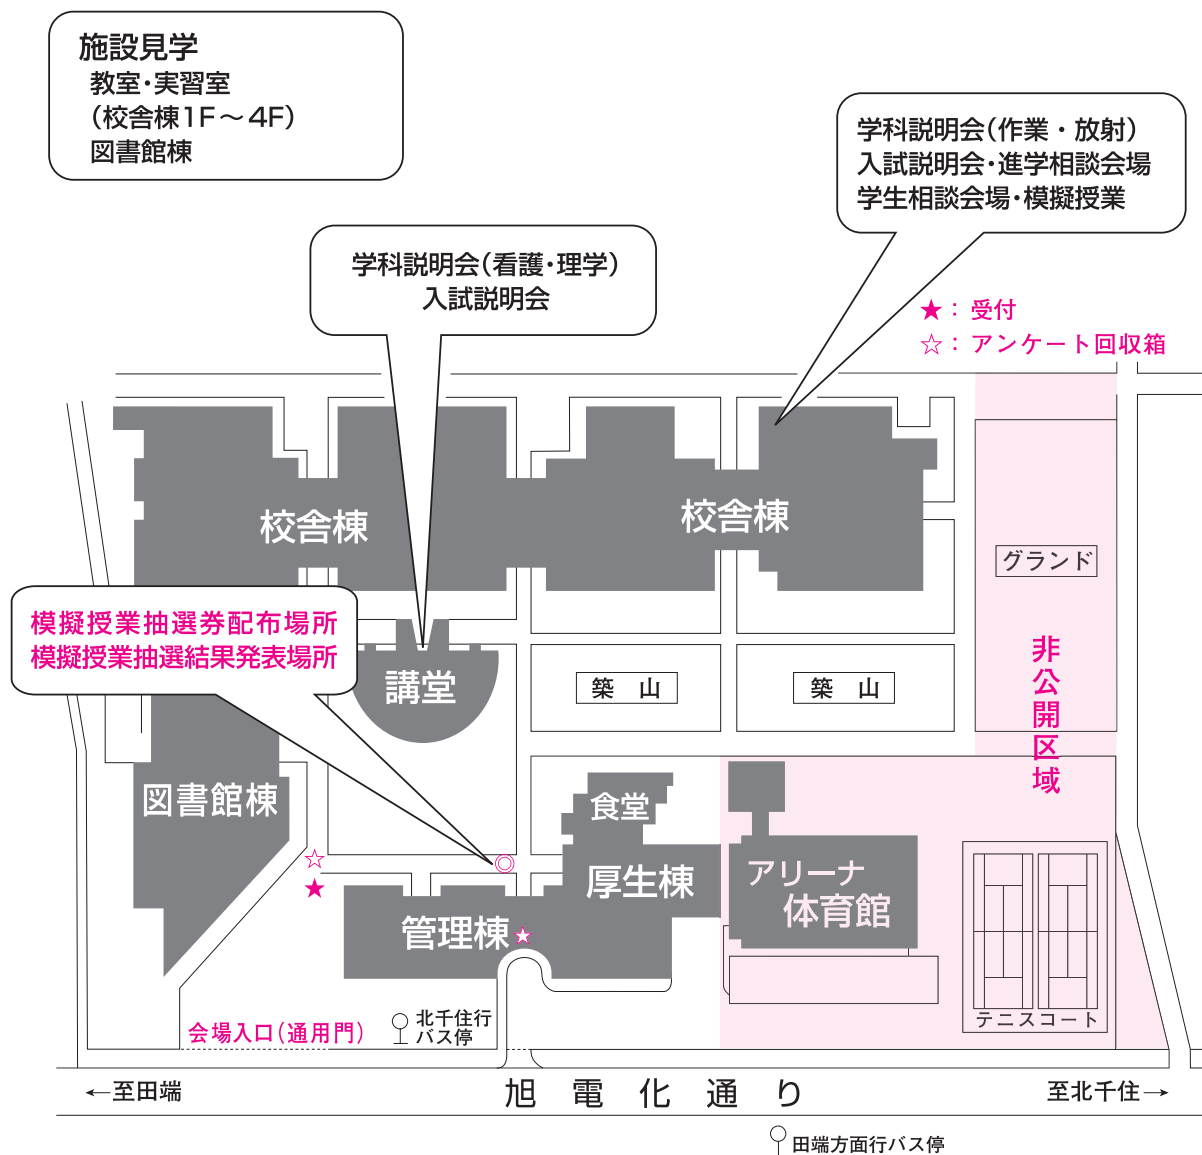 施設見学
教室・実習室
（校舎棟1F～4F）
図書館棟
学科説明会（作業・放射）
入試説明会・進学相談会場
学生相談会場・模擬授業
学科説明会（看護・理学）
入試説明会
★：受付
☆：アンケート回収箱
校舎棟
校舎棟
グランド
模擬授業抽選券配布場所
模擬授業抽選結果発表場所
講堂
築山
築山
非公開区域
図書館棟
食堂
厚生棟
アリーナ
体育館
☆
◎
★
管理棟
☆
テニスコート
会場入口（通用門）
北千住行
バス停
←至田端
旭電化通り
至北千住→
田端方面行バス停